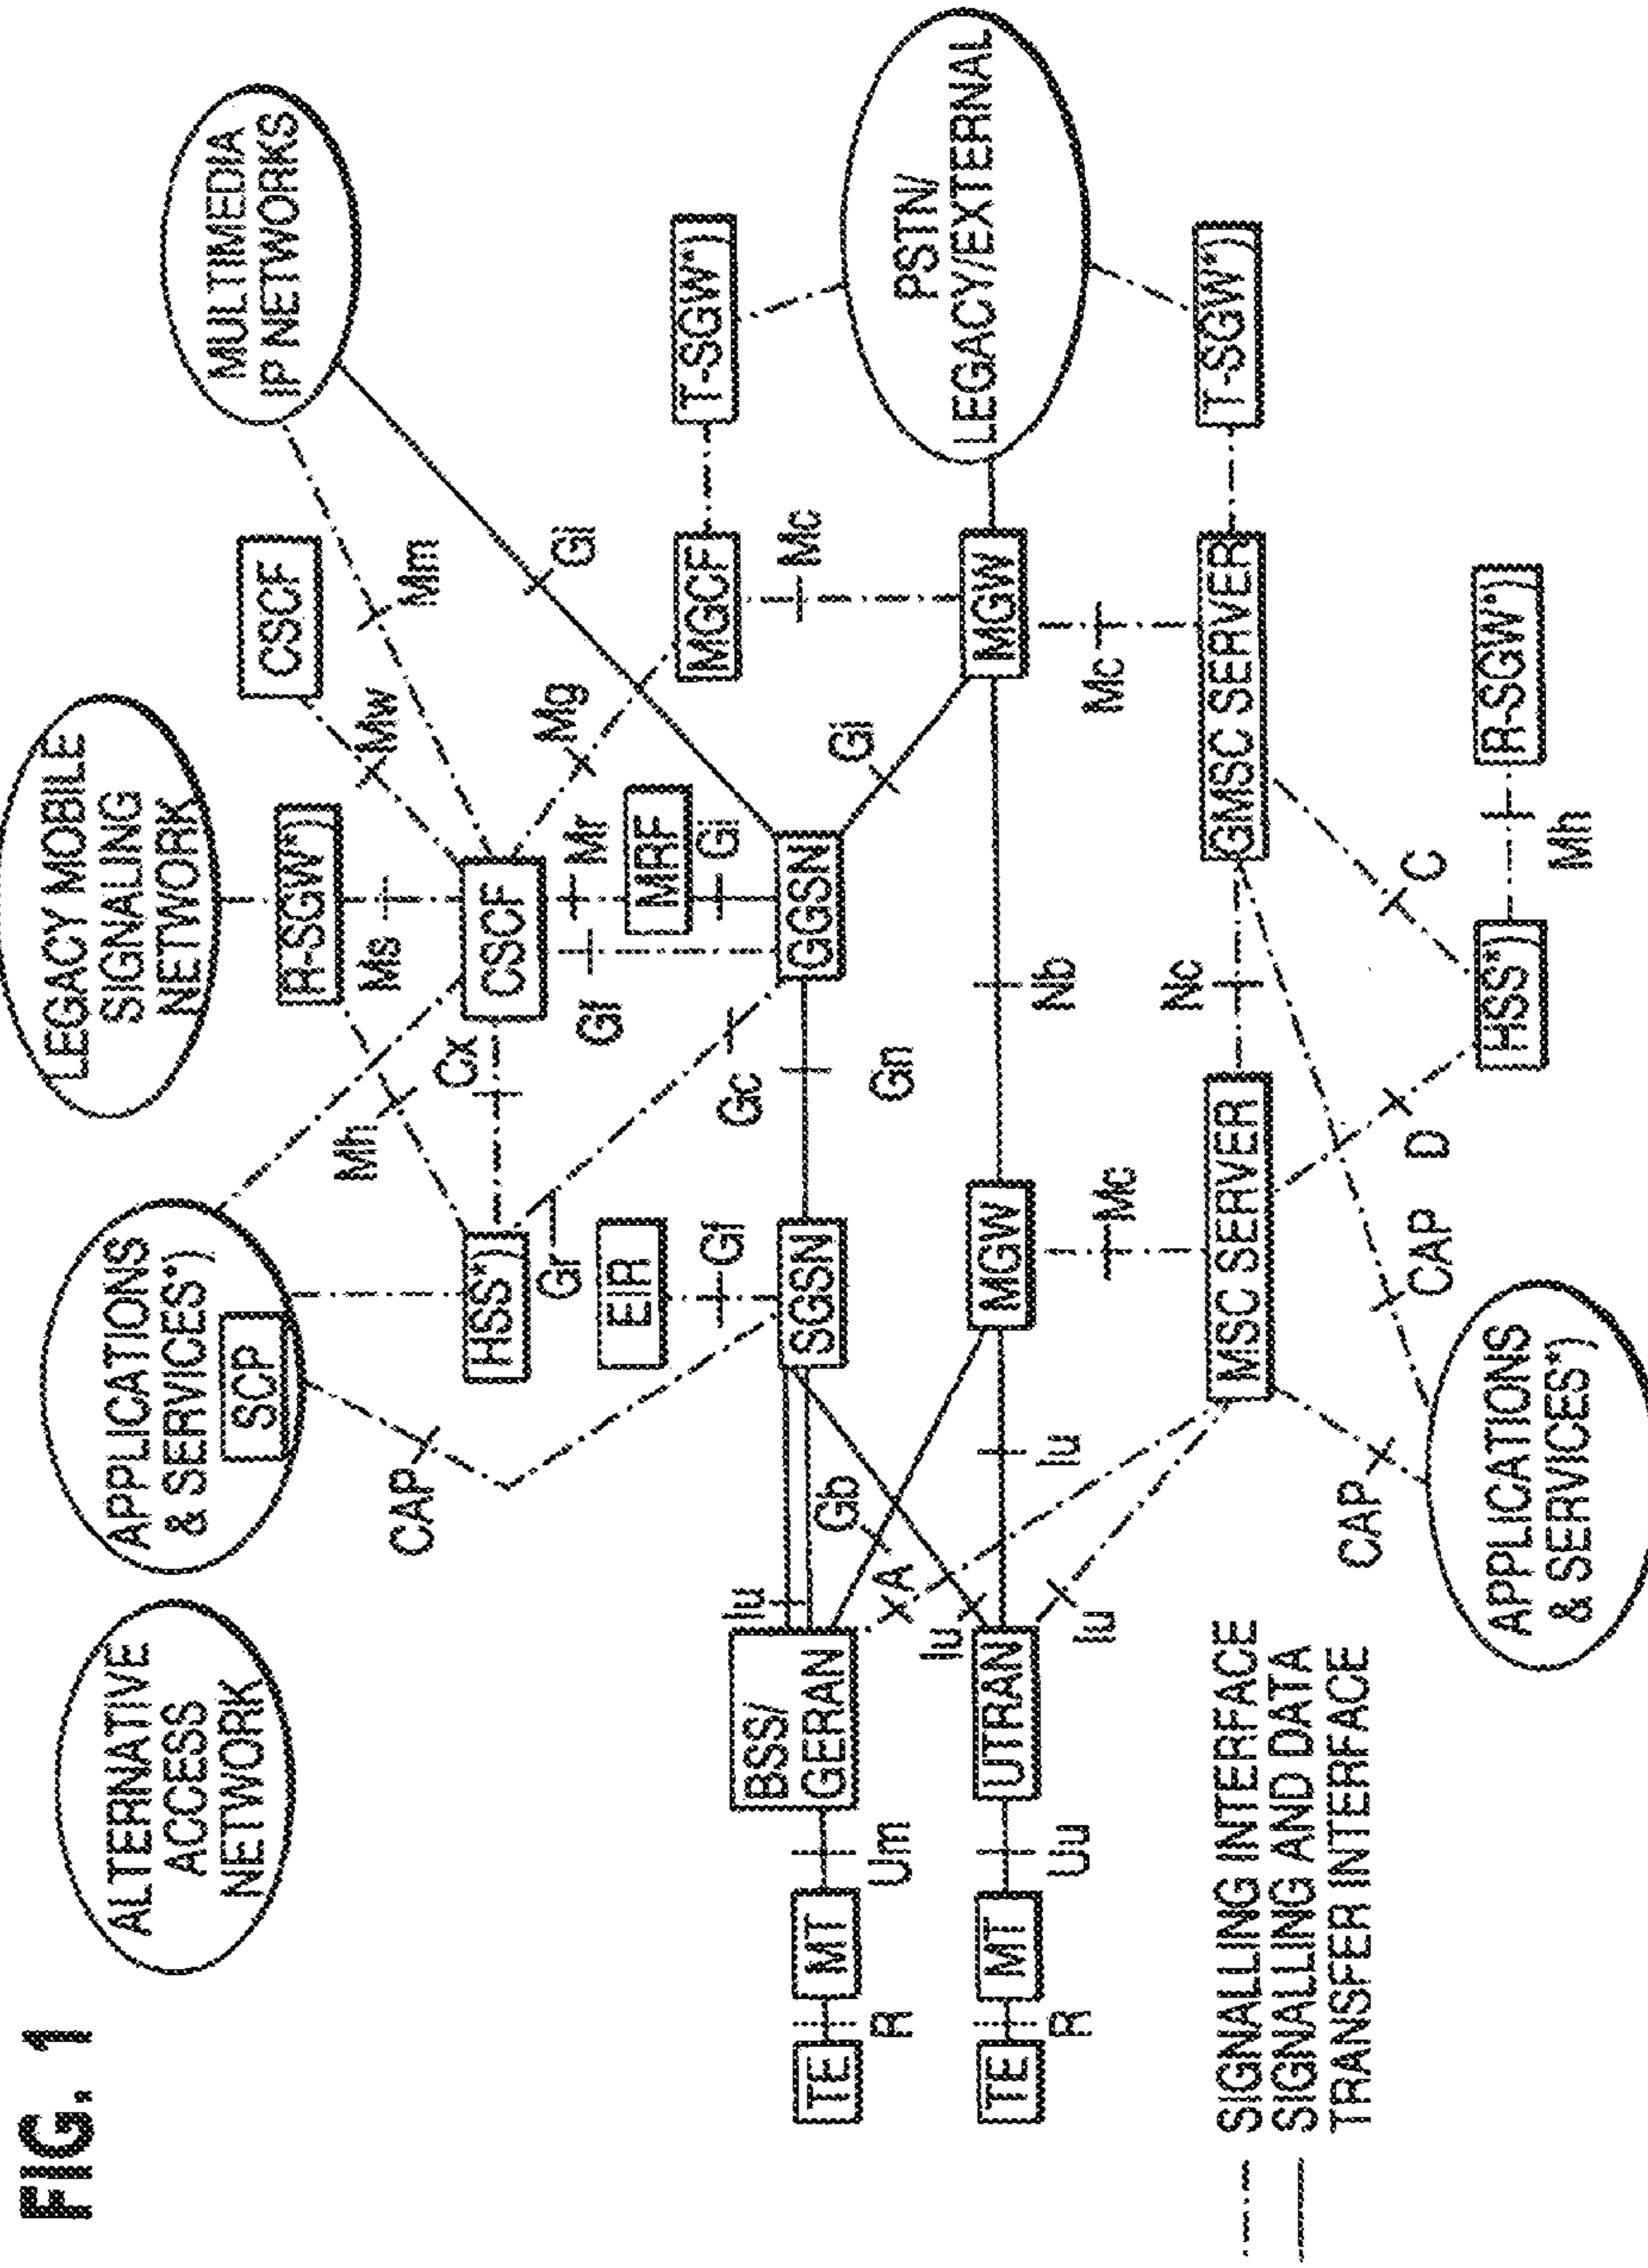 FIG. 1
ALTERNATIVE
ACCESS
NETWORK
APPLICATIONS
& SERVICES*)
SCP
LEGACY MOBILE
SIGNALING
NETWORK
MULTIMEDIA
IP NETWORKS
CAP
Mh
R-SGW*)
Ms
Mw
CSCF
Mm
HSS*)
Cx
CSCF
Gr
EIR
Gf
Gc
Gi
Mr
MRF
Gi
Mg
Gi
MGCF
T-SGW*)
Mc
TE
R
MT
Um
BSS/
GERAN
Iu
Gb
A
SGSN
Gn
GGSN
Gi
PSTN/
LEGACY/EXTERNAL
TE
R
MT
Uu
UTRAN
Iu
Iu
Iu
MGW
Nb
MGW
Mc
Mc
MSC SERVER
Nc
GMSC SERVER
T-SGW*)
CAP
CAP
D
C
HSS*)
Mh
R-SGW*)
APPLICATIONS
& SERVICES*)
SIGNALLING INTERFACE
SIGNALLING AND DATA
TRANSFER INTERFACE